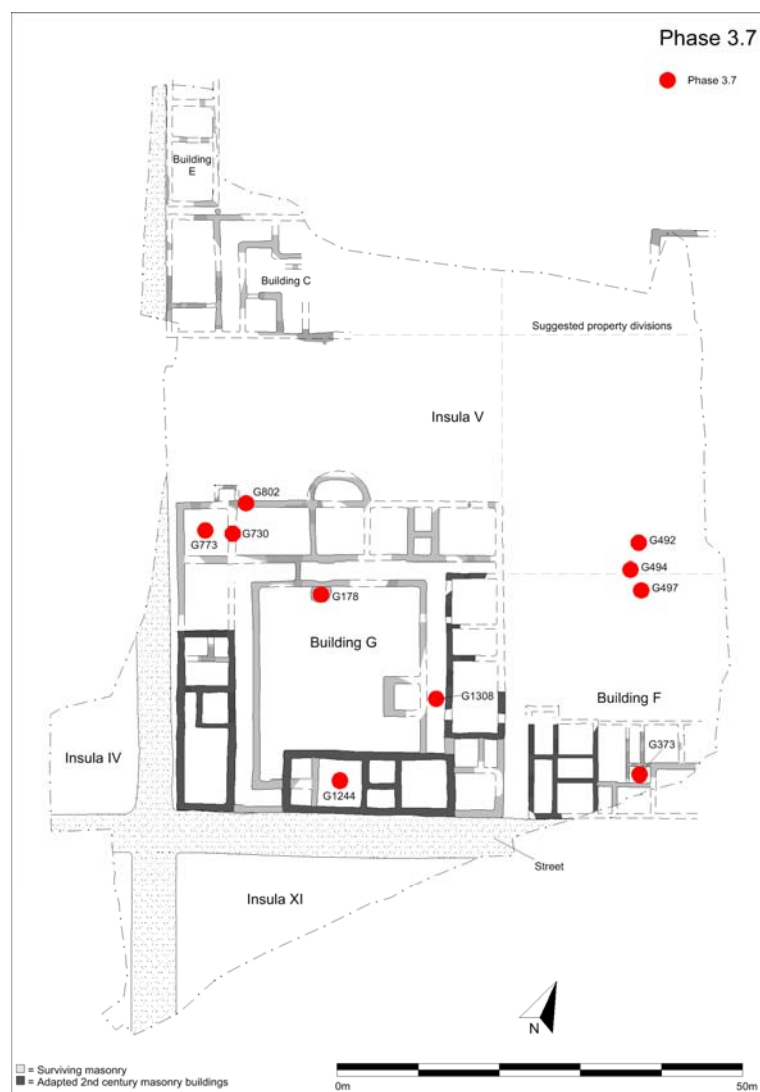 Phase 3.7
Phase 3.7
Building
E
Building C
Suggested property divisions
Insula V
G802
G773
G730
G492
G494
G497
G178
Building G
G1308
Building F
Insula IV
G373
G1244
Street
Insula XI
N
= Surviving masonry
= Adapted 2nd century masonry buildings
0m
50m